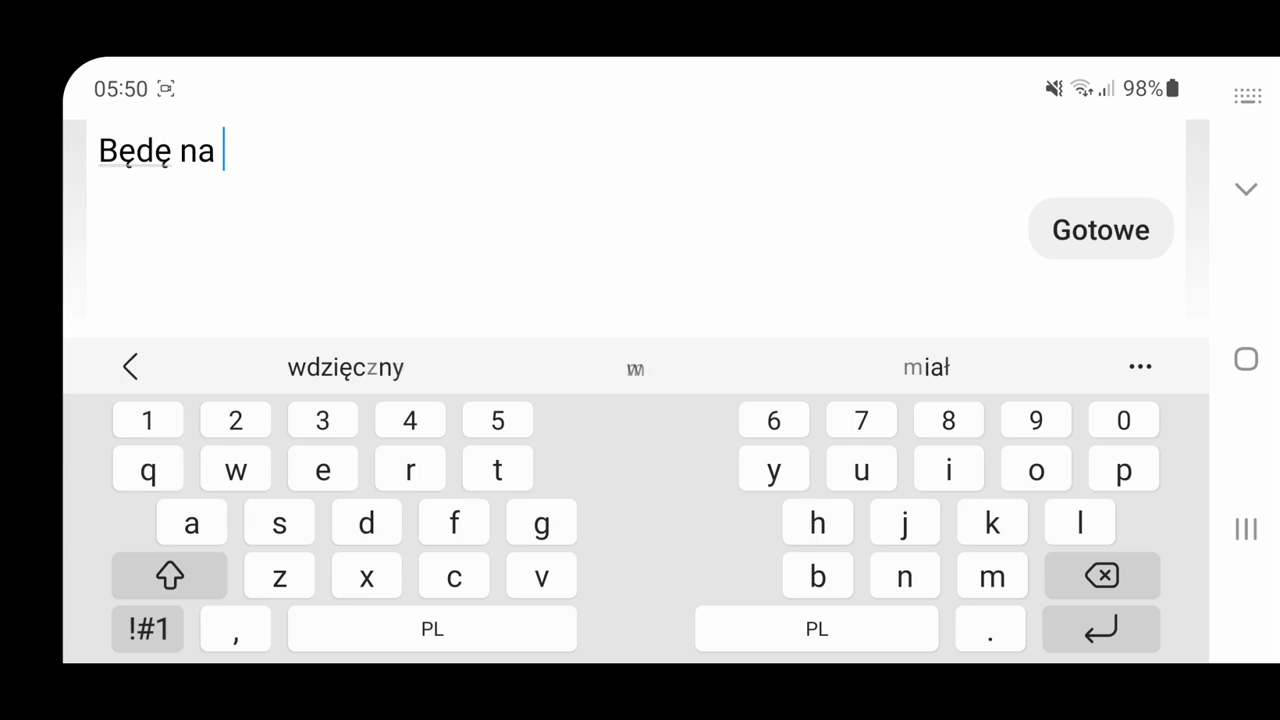 05:50 98%
Będę na
Gotowe
wdzięczny miał ...
1 2 3 4 5 6 7 8 9 0
q w e r t y u i o p
a s d f g h j k l
z x c v b n m
!#1 , PL PL .